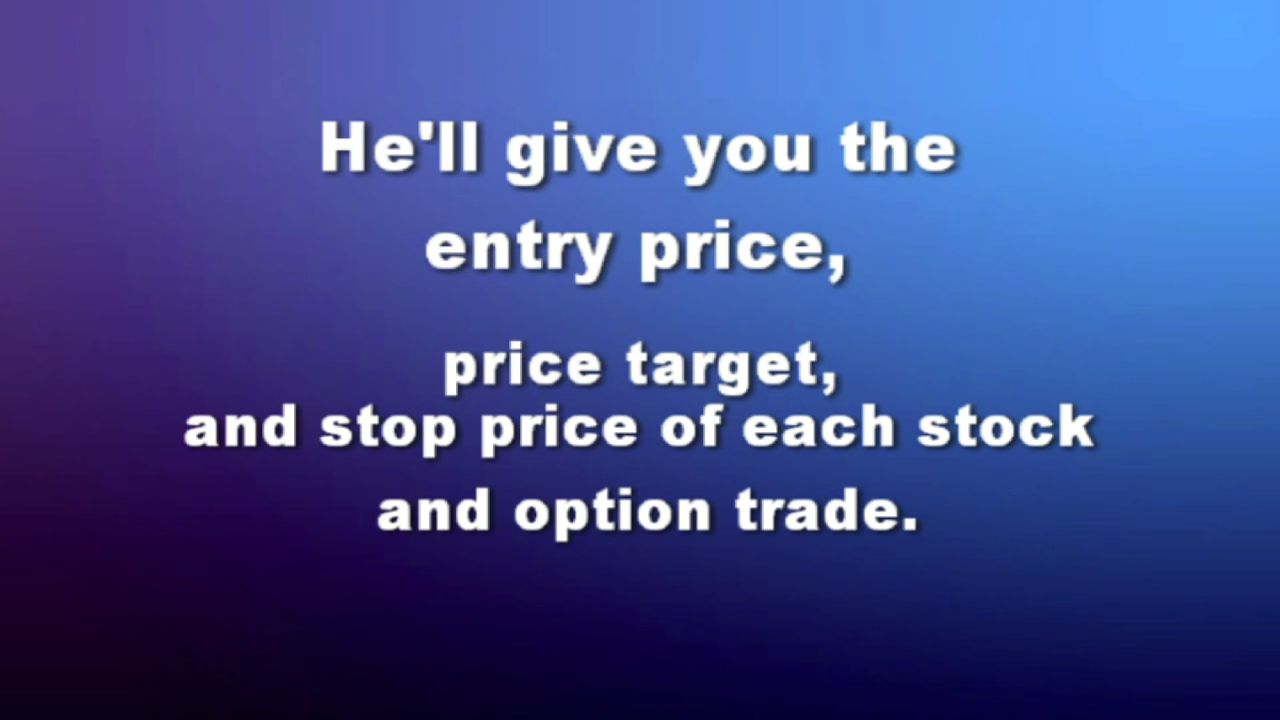 He'll give you the
entry price,
price target,
and stop price of each stock
and option trade.